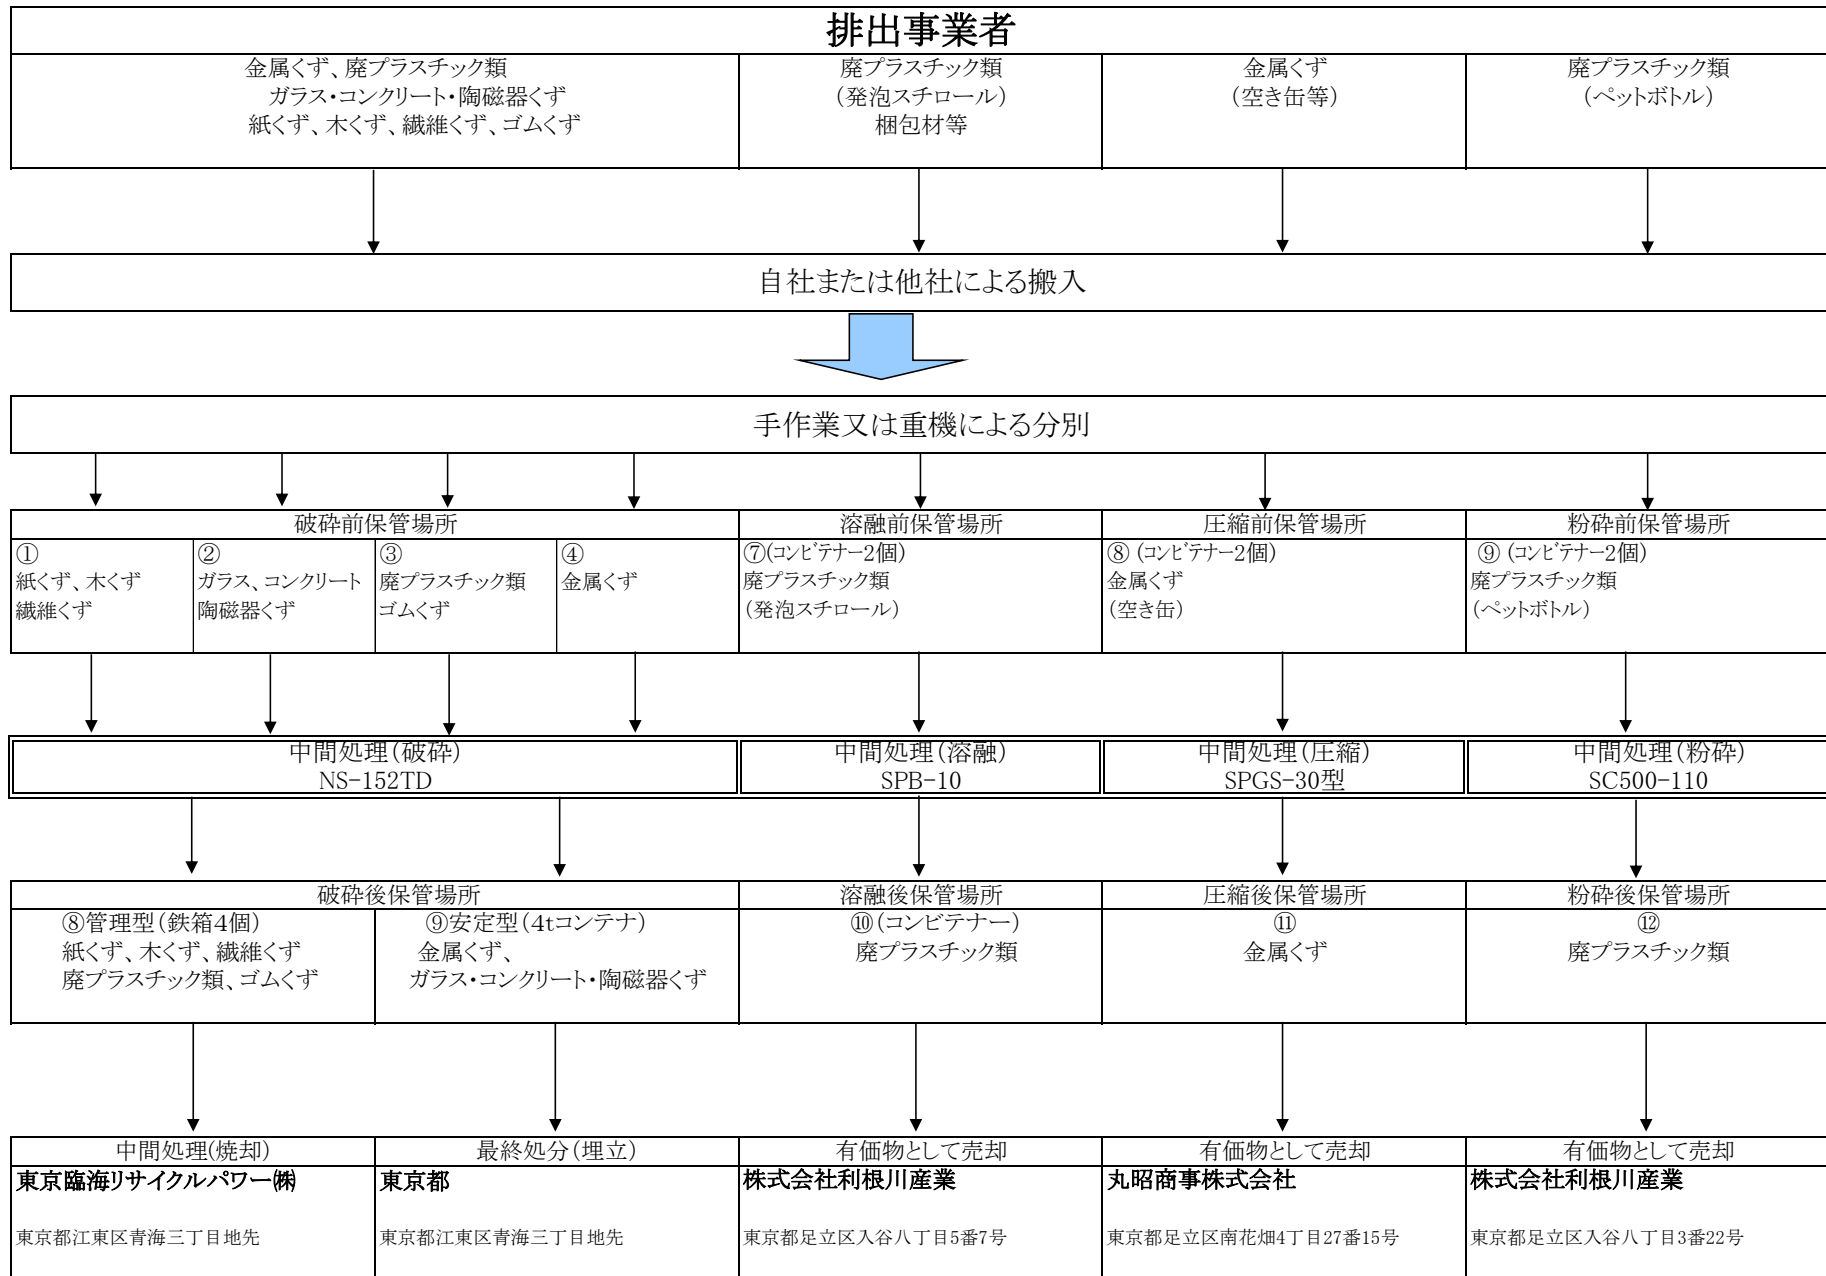 排出事業者
金属くず、廃プラスチック類
ガラス・コンクリート・陶磁器くず
紙くず、木くず、繊維くず、ゴムくず
廃プラスチック類
(発泡スチロール)
梱包材等
金属くず
(空き缶等)
廃プラスチック類
(ペットボトル)
自社または他社による搬入
手作業又は重機による分別
破砕前保管場所
①
紙くず、木くず
繊維くず
②
ガラス、コンクリート
陶磁器くず
③
廃プラスチック類
ゴムくず
④
金属くず
溶融前保管場所
⑦(コンビテナー2個)
廃プラスチック類
(発泡スチロール)
圧縮前保管場所
⑧(コンビテナー2個)
金属くず
(空き缶)
粉砕前保管場所
⑨(コンビテナー2個)
廃プラスチック類
(ペットボトル)
中間処理(破砕)
NS-152TD
中間処理(溶融)
SPB-10
中間処理(圧縮)
SPGS-30型
中間処理(粉砕)
SC500-110
破砕後保管場所
⑧管理型(鉄箱4個)
紙くず、木くず、繊維くず
廃プラスチック類、ゴムくず
⑨安定型(4tコンテナ)
金属くず、
ガラス・コンクリート・陶磁器くず
溶融後保管場所
⑩(コンビテナー)
廃プラスチック類
圧縮後保管場所
⑪
金属くず
粉砕後保管場所
⑫
廃プラスチック類
中間処理(焼却)
東京臨海リサイクルパワー㈱
東京都江東区青海三丁目地先
最終処分(埋立)
東京都
東京都江東区青海三丁目地先
有価物として売却
株式会社利根川産業
東京都足立区入谷八丁目5番7号
有価物として売却
丸昭商事株式会社
東京都足立区南花畑4丁目27番15号
有価物として売却
株式会社利根川産業
東京都足立区入谷八丁目3番22号